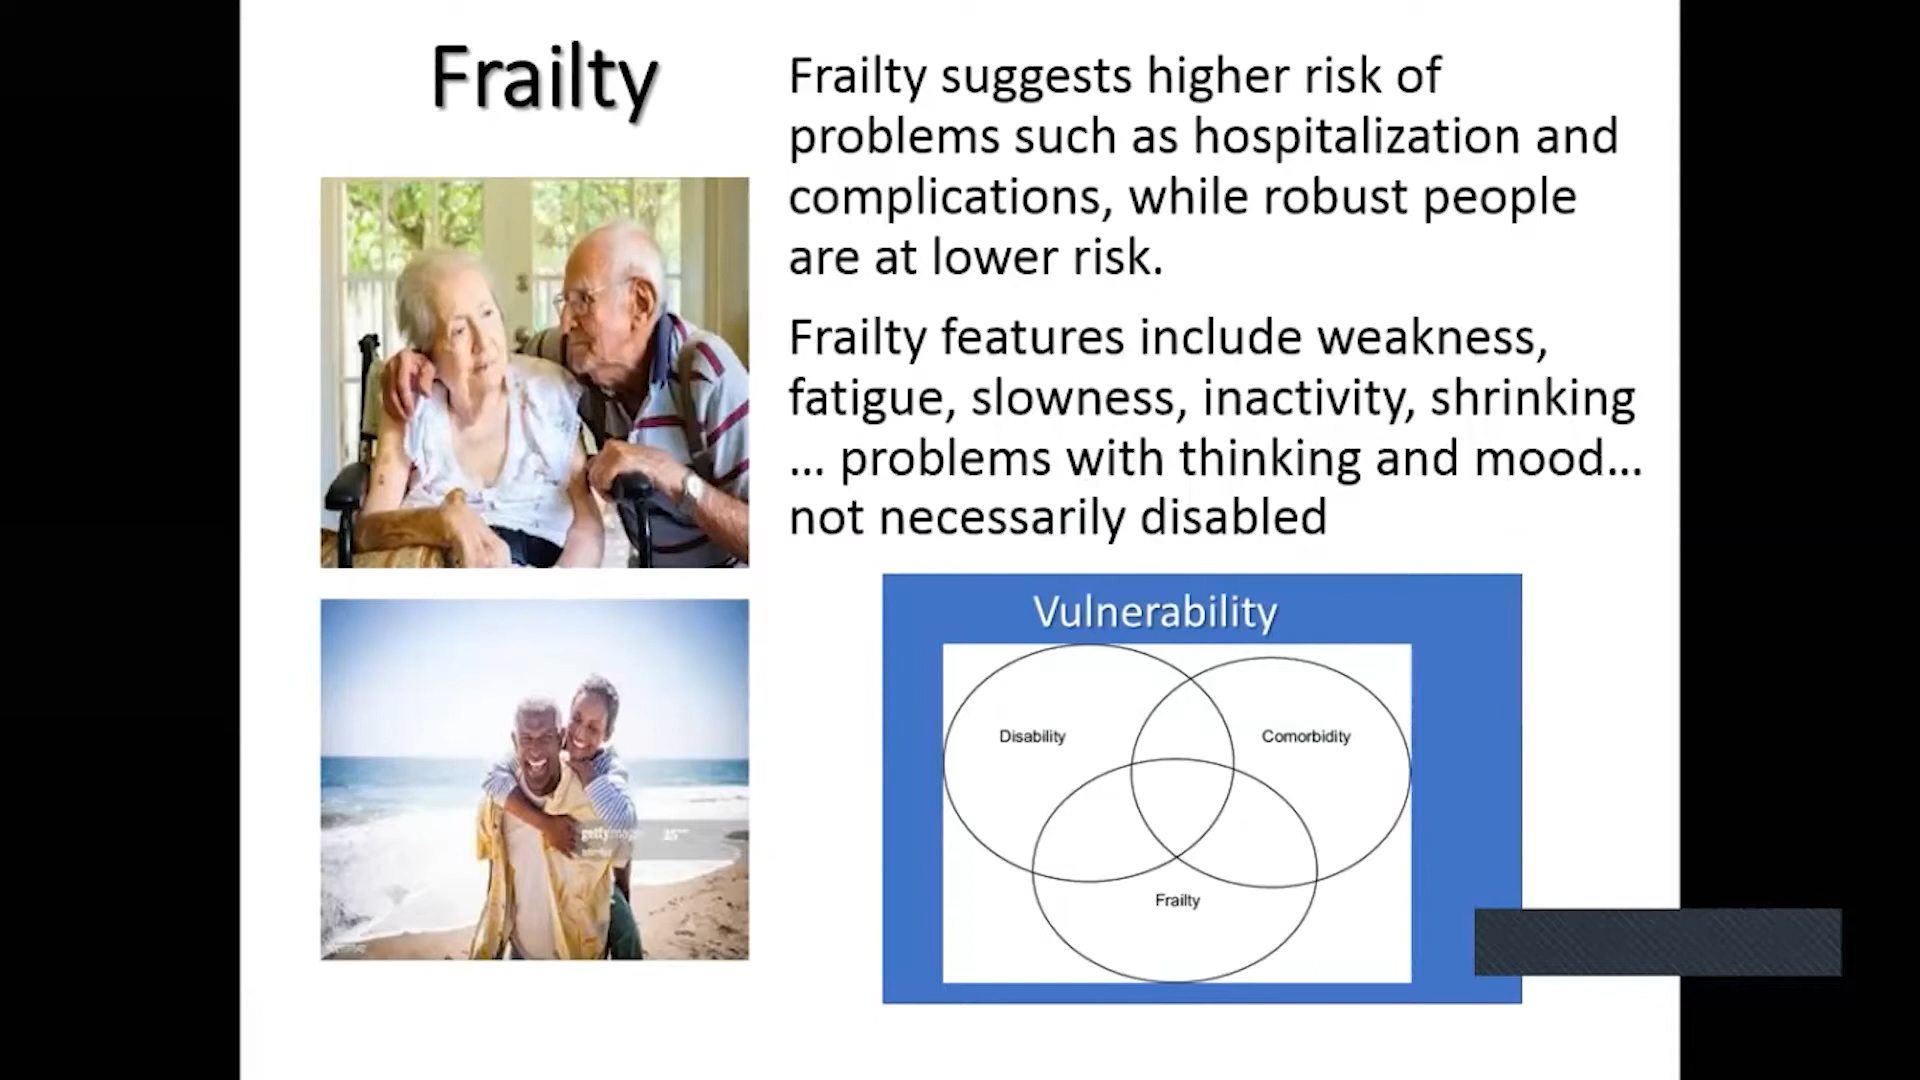 Frailty
Frailty suggests higher risk of
problems such as hospitalization and
complications, while robust people
are at lower risk.
Frailty features include weakness,
fatigue, slowness, inactivity, shrinking
... problems with thinking and mood...
not necessarily disabled
Vulnerability
Disability
Comorbidity
Frailty
gettyimages